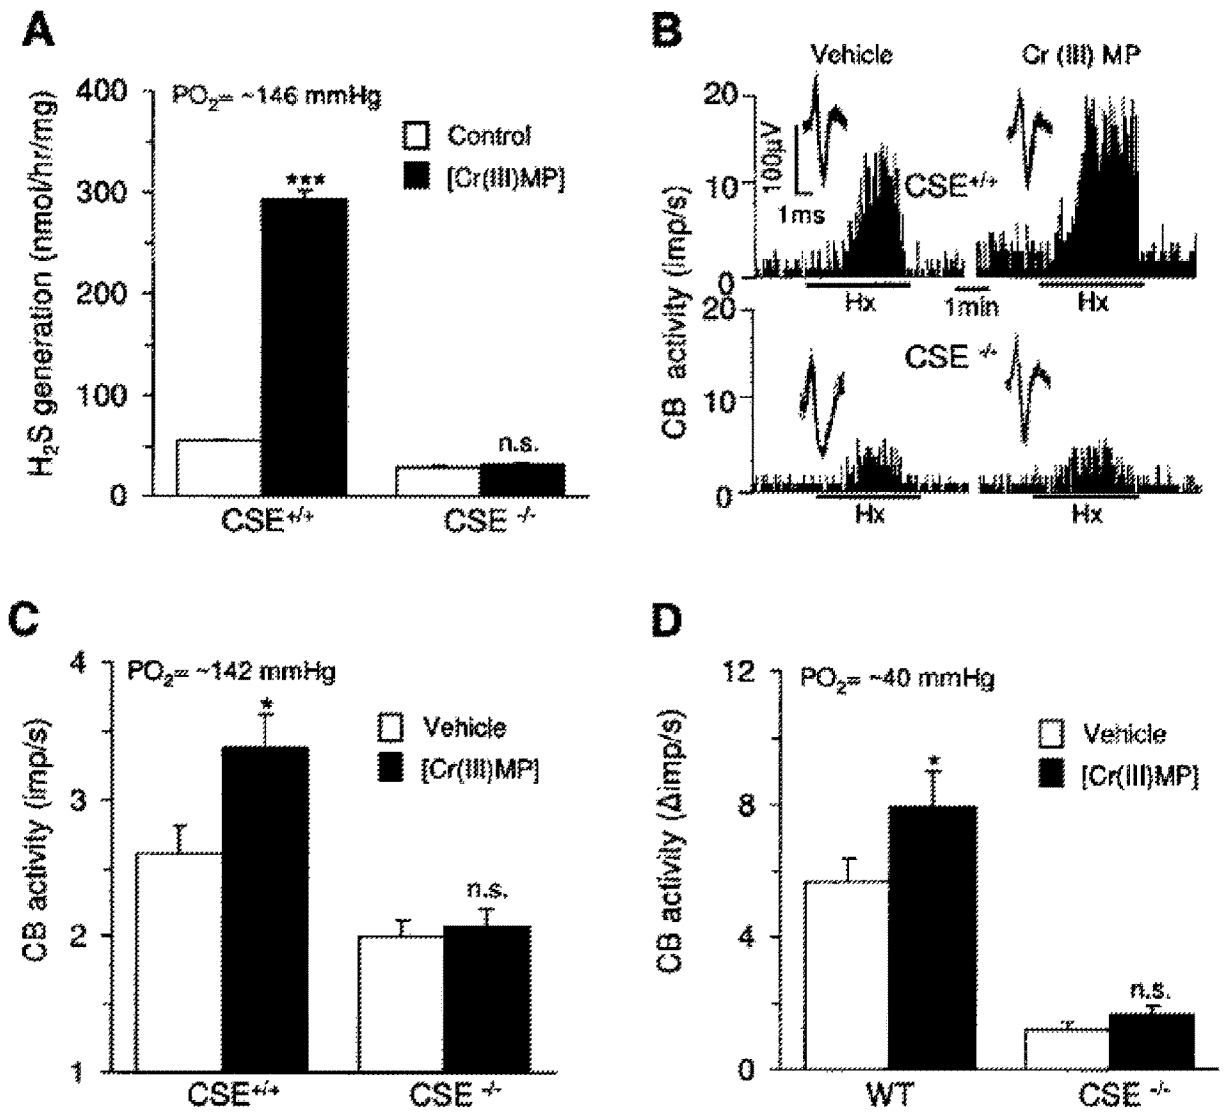 A
PO₂= ~146 mmHg
Control
[Cr(III)MP]
H₂S generation (nmol/hr/mg)
400
300
200
100
0
***
n.s.
CSE+/+
CSE -/-
B
Vehicle
Cr (III) MP
CB activity (imp/s)
20
10
0
100µV
1ms
CSE+/+
Hx
1min
Hx
20
10
0
CSE -/-
Hx
Hx
C
PO₂= ~142 mmHg
Vehicle
[Cr(III)MP]
CB activity (imp/s)
4
3
2
1
*
n.s.
CSE+/+
CSE -/-
D
PO₂= ~40 mmHg
Vehicle
[Cr(III)MP]
CB activity (Δimp/s)
12
8
4
0
*
n.s.
WT
CSE -/-